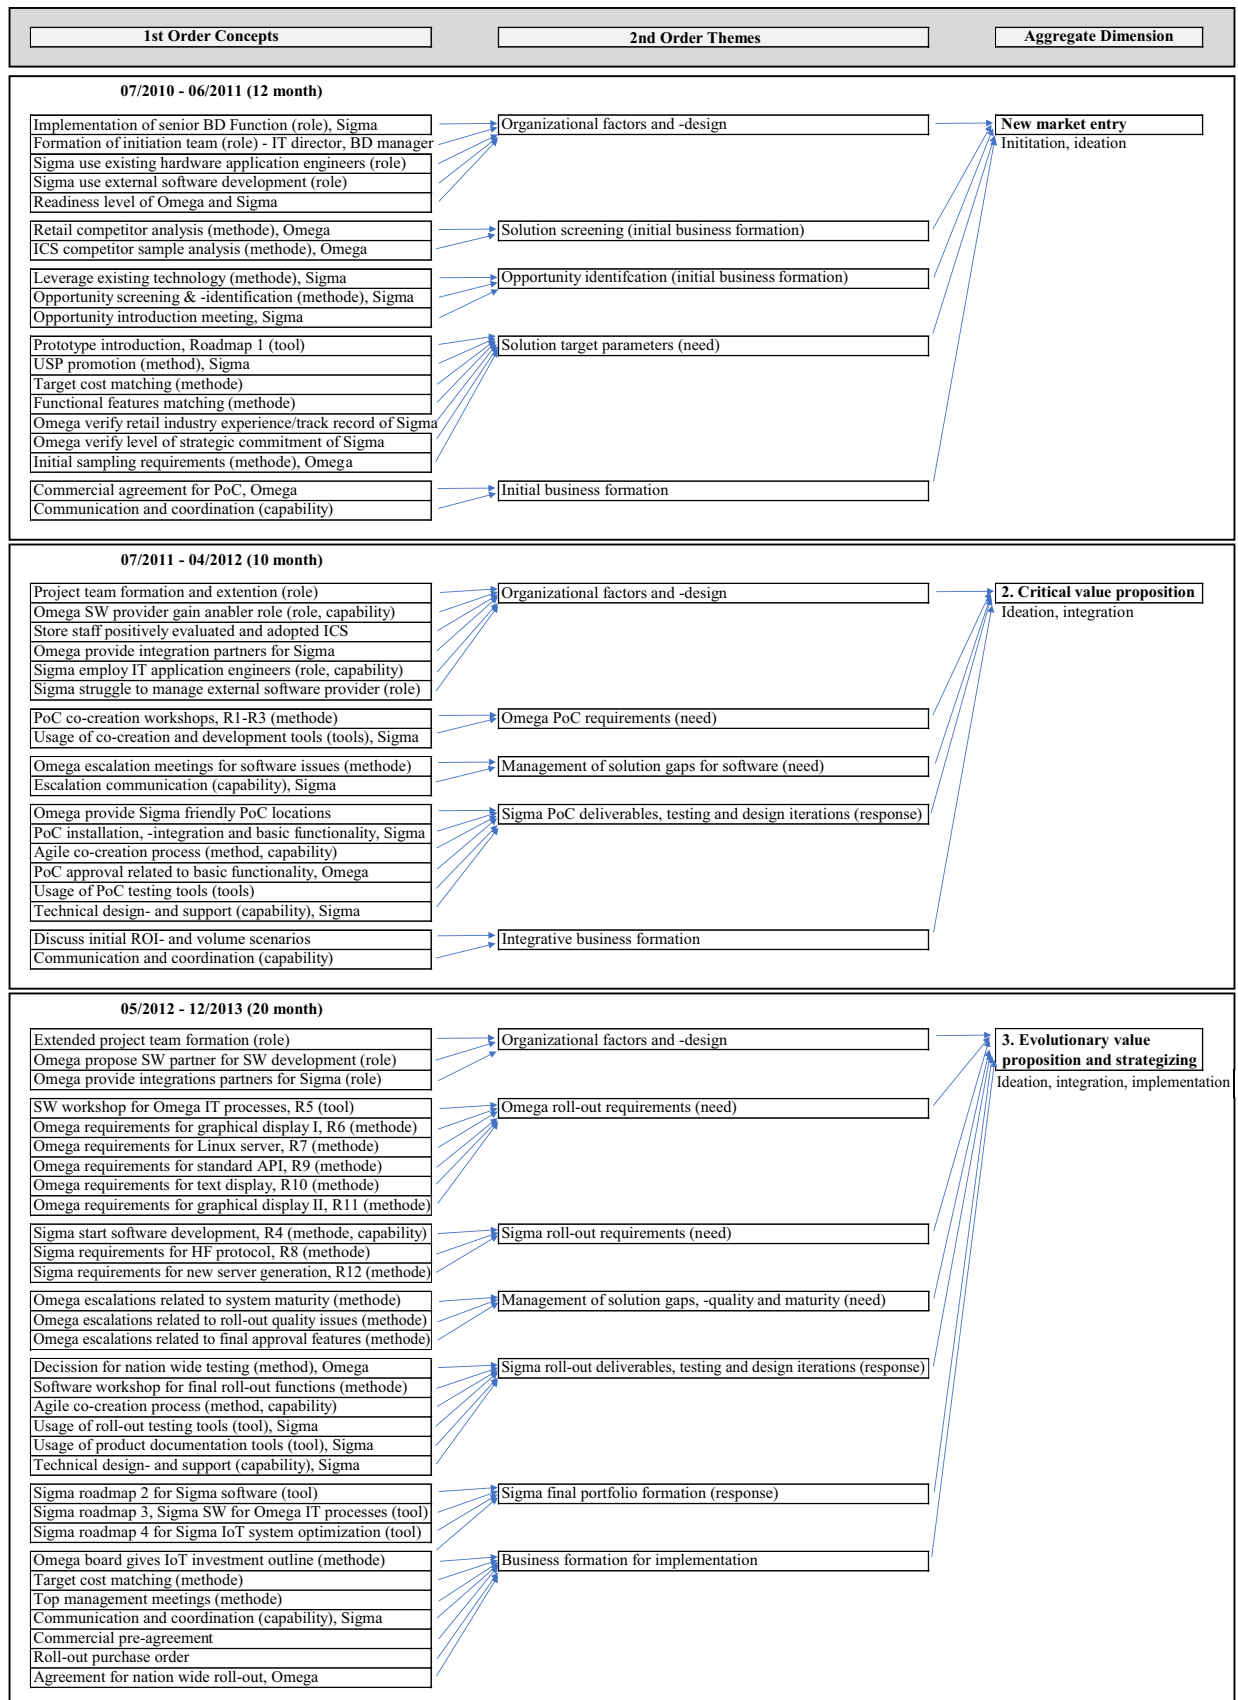 1st Order Concepts
2nd Order Themes
Aggregate Dimension
07/2010 - 06/2011 (12 month)
Implementation of senior BD Function (role), Sigma
Formation of initiation team (role) - IT director, BD manager
Sigma use existing hardware application engineers (role)
Sigma use external software development (role)
Readiness level of Omega and Sigma
Organizational factors and -design
New market entry
Inititation, ideation
Retail competitor analysis (methode), Omega
ICS competitor sample analysis (methode), Omega
Solution screening (initial business formation)
Leverage existing technology (methode), Sigma
Opportunity screening & -identification (methode), Sigma
Opportunity introduction meeting, Sigma
Opportunity identifcation (initial business formation)
Prototype introduction, Roadmap 1 (tool)
USP promotion (method), Sigma
Target cost matching (methode)
Functional features matching (methode)
Omega verify retail industry experience/track record of Sigma
Omega verify level of strategic commitment of Sigma
Initial sampling requirements (methode), Omega
Solution target parameters (need)
Commercial agreement for PoC, Omega
Communication and coordination (capability)
Initial business formation
07/2011 - 04/2012 (10 month)
Project team formation and extention (role)
Omega SW provider gain anabler role (role, capability)
Store staff positively evaluated and adopted ICS
Omega provide integration partners for Sigma
Sigma employ IT application engineers (role, capability)
Sigma struggle to manage external software provider (role)
Organizational factors and -design
2. Critical value proposition
Ideation, integration
PoC co-creation workshops, R1-R3 (methode)
Usage of co-creation and development tools (tools), Sigma
Omega PoC requirements (need)
Omega escalation meetings for software issues (methode)
Escalation communication (capability), Sigma
Management of solution gaps for software (need)
Omega provide Sigma friendly PoC locations
PoC installation, -integration and basic functionality, Sigma
Agile co-creation process (method, capability)
PoC approval related to basic functionality, Omega
Usage of PoC testing tools (tools)
Technical design- and support (capability), Sigma
Sigma PoC deliverables, testing and design iterations (response)
Discuss initial ROI- and volume scenarios
Communication and coordination (capability)
Integrative business formation
05/2012 - 12/2013 (20 month)
Extended project team formation (role)
Omega propose SW partner for SW development (role)
Omega provide integrations partners for Sigma (role)
Organizational factors and -design
3. Evolutionary value
proposition and strategizing
Ideation, integration, implementation
SW workshop for Omega IT processes, R5 (tool)
Omega requirements for graphical display I, R6 (methode)
Omega requirements for Linux server, R7 (methode)
Omega requirements for standard API, R9 (methode)
Omega requirements for text display, R10 (methode)
Omega requirements for graphical display II, R11 (methode)
Omega roll-out requirements (need)
Sigma start software development, R4 (methode, capability)
Sigma requirements for HF protocol, R8 (methode)
Sigma requirements for new server generation, R12 (methode)
Sigma roll-out requirements (need)
Omega escalations related to system maturity (methode)
Omega escalations related to roll-out quality issues (methode)
Omega escalations related to final approval features (methode)
Management of solution gaps, -quality and maturity (need)
Decission for nation wide testing (method), Omega
Software workshop for final roll-out functions (methode)
Agile co-creation process (method, capability)
Usage of roll-out testing tools (tool), Sigma
Usage of product documentation tools (tool), Sigma
Technical design- and support (capability), Sigma
Sigma roll-out deliverables, testing and design iterations (response)
Sigma roadmap 2 for Sigma software (tool)
Sigma roadmap 3, Sigma SW for Omega IT processes (tool)
Sigma roadmap 4 for Sigma IoT system optimization (tool)
Sigma final portfolio formation (response)
Omega board gives IoT investment outline (methode)
Target cost matching (methode)
Top management meetings (methode)
Communication and coordination (capability), Sigma
Commercial pre-agreement
Roll-out purchase order
Agreement for nation wide roll-out, Omega
Business formation for implementation